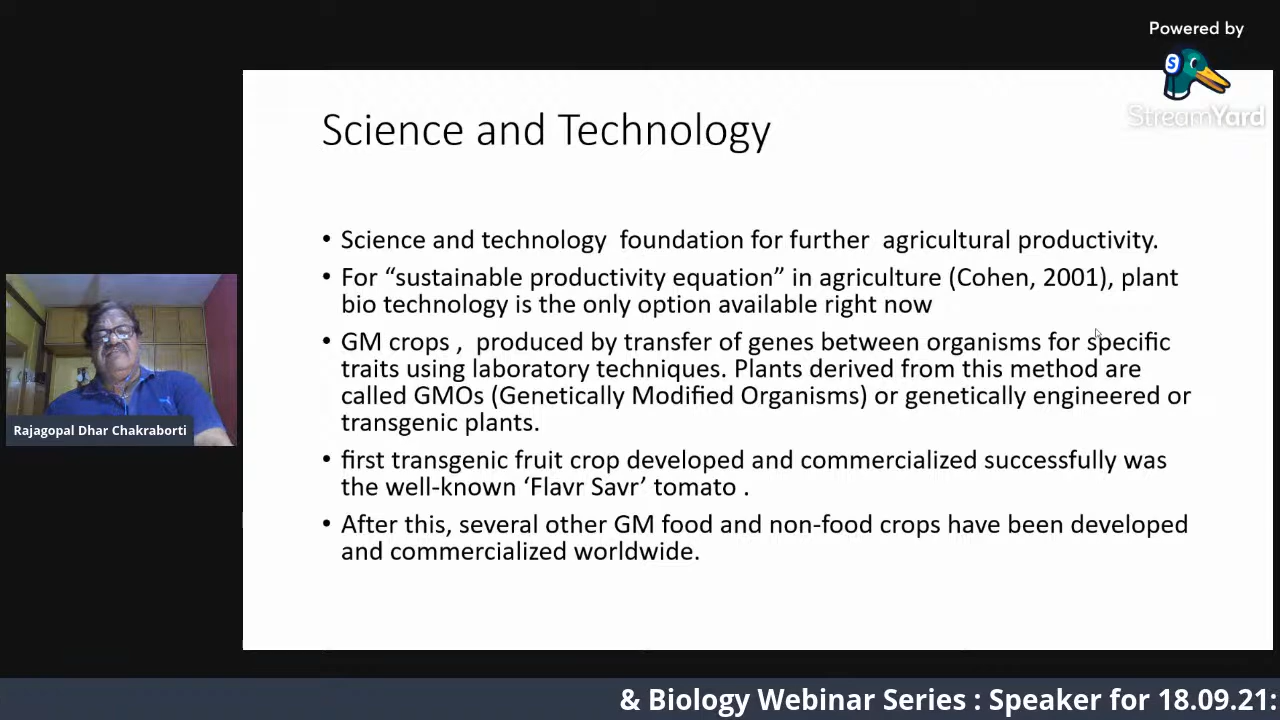 Powered by
S
StreamYard
Science and Technology
• Science and technology foundation for further agricultural productivity.
• For “sustainable productivity equation” in agriculture (Cohen, 2001), plant
bio technology is the only option available right now
• GM crops , produced by transfer of genes between organisms for specific
traits using laboratory techniques. Plants derived from this method are
called GMOs (Genetically Modified Organisms) or genetically engineered or
transgenic plants.
• first transgenic fruit crop developed and commercialized successfully was
the well-known ‘Flavr Savr’ tomato .
• After this, several other GM food and non-food crops have been developed
and commercialized worldwide.
Rajagopal Dhar Chakraborti
& Biology Webinar Series : Speaker for 18.09.21: